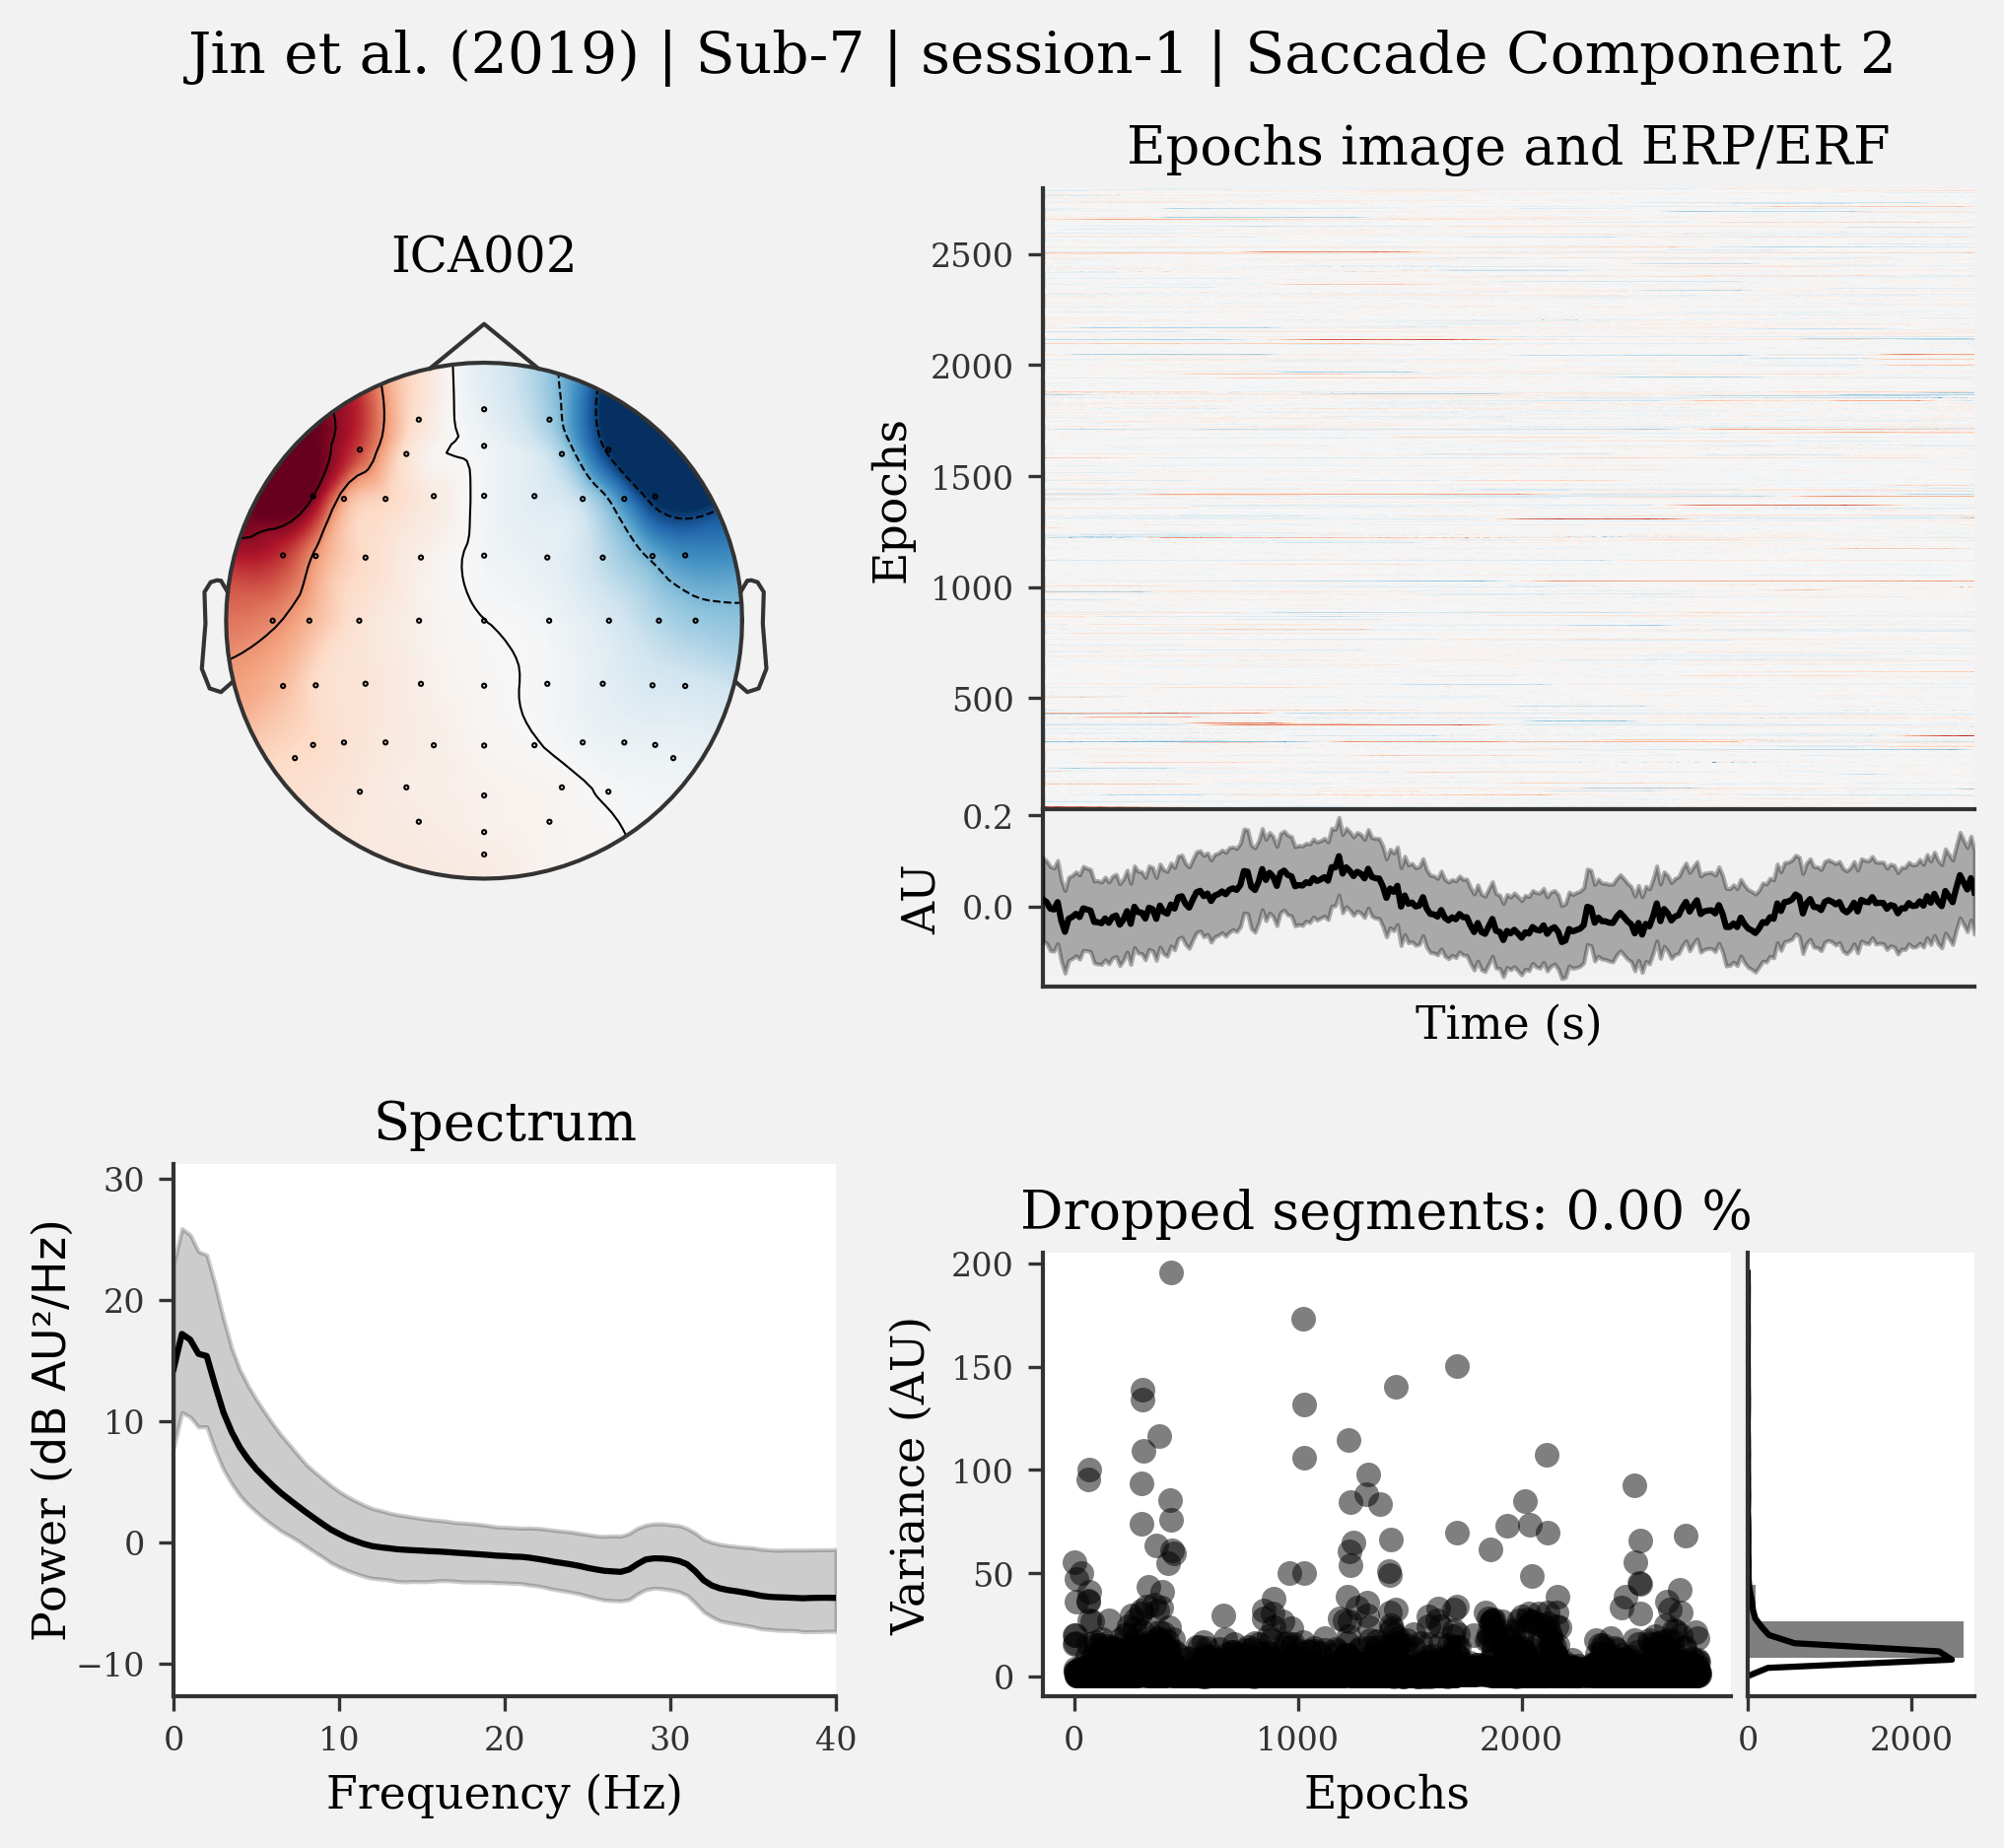 Jin et al. (2019) | Sub-7 | session-1 | Saccade Component 2
ICA002
Epochs image and ERP/ERF
Epochs
2500
2000
1500
1000
500
AU
0.2
0.0
Time (s)
Spectrum
Power (dB AU²/Hz)
30
20
10
0
−10
0 10 20 30 40
Frequency (Hz)
Dropped segments: 0.00 %
Variance (AU)
200
150
100
50
0
0 1000 2000
Epochs
0 2000